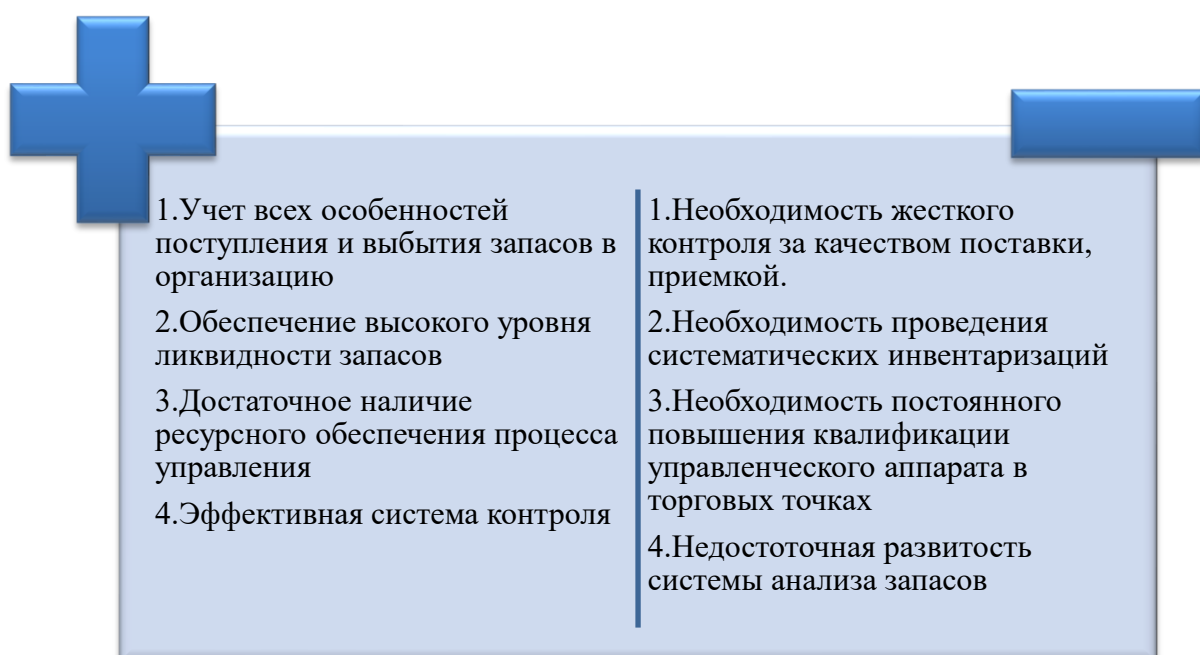 1.Учет всех особенностей
поступления и выбытия запасов в
организацию
2.Обеспечение высокого уровня
ликвидности запасов
3.Достаточное наличие
ресурсного обеспечения процесса
управления
4.Эффективная система контроля
1.Необходимость жесткого
контроля за качеством поставки,
приемкой.
2.Необходимость проведения
систематических инвентаризаций
3.Необходимость постоянного
повышения квалификации
управленческого аппарата в
торговых точках
4.Недостоточная развитость
системы анализа запасов